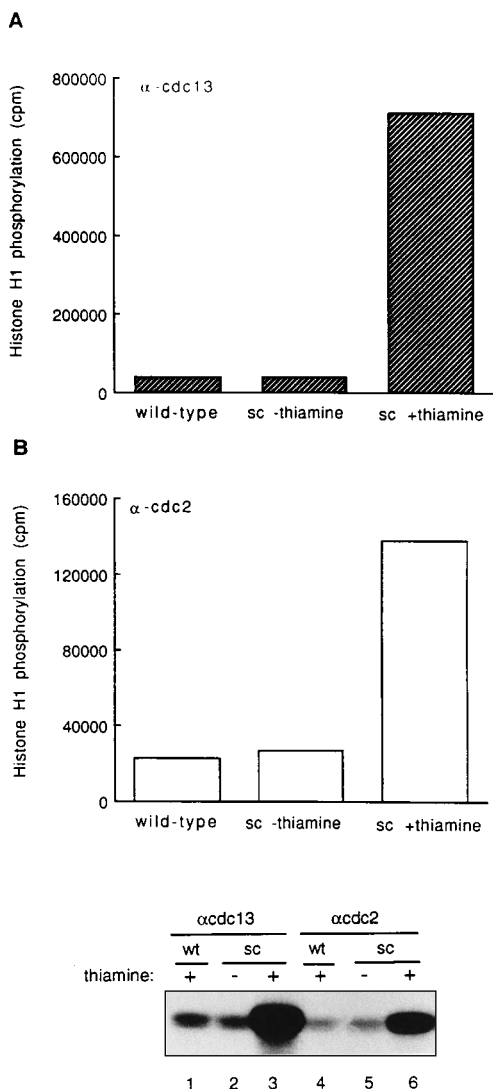 A
Histone H1 phosphorylation (cpm)
α-cdc13
800000
600000
400000
200000
0
wild-type sc -thiamine sc +thiamine
B
Histone H1 phosphorylation (cpm)
α-cdc2
160000
120000
80000
40000
0
wild-type sc -thiamine sc +thiamine
αcdc13 αcdc2
wt sc wt sc
thiamine: + - + + - +
1 2 3 4 5 6